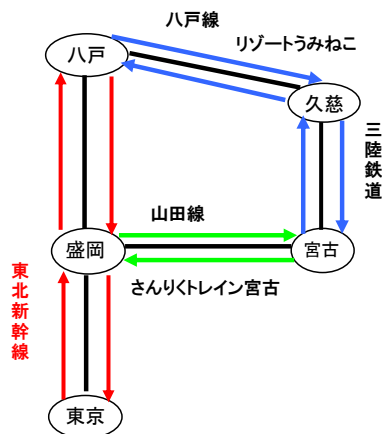 八戸線
リゾートうみねこ
八戸
久慈
三陸鉄道
山田線
盛岡
宮古
さんりくトレイン宮古
東北新幹線
東京